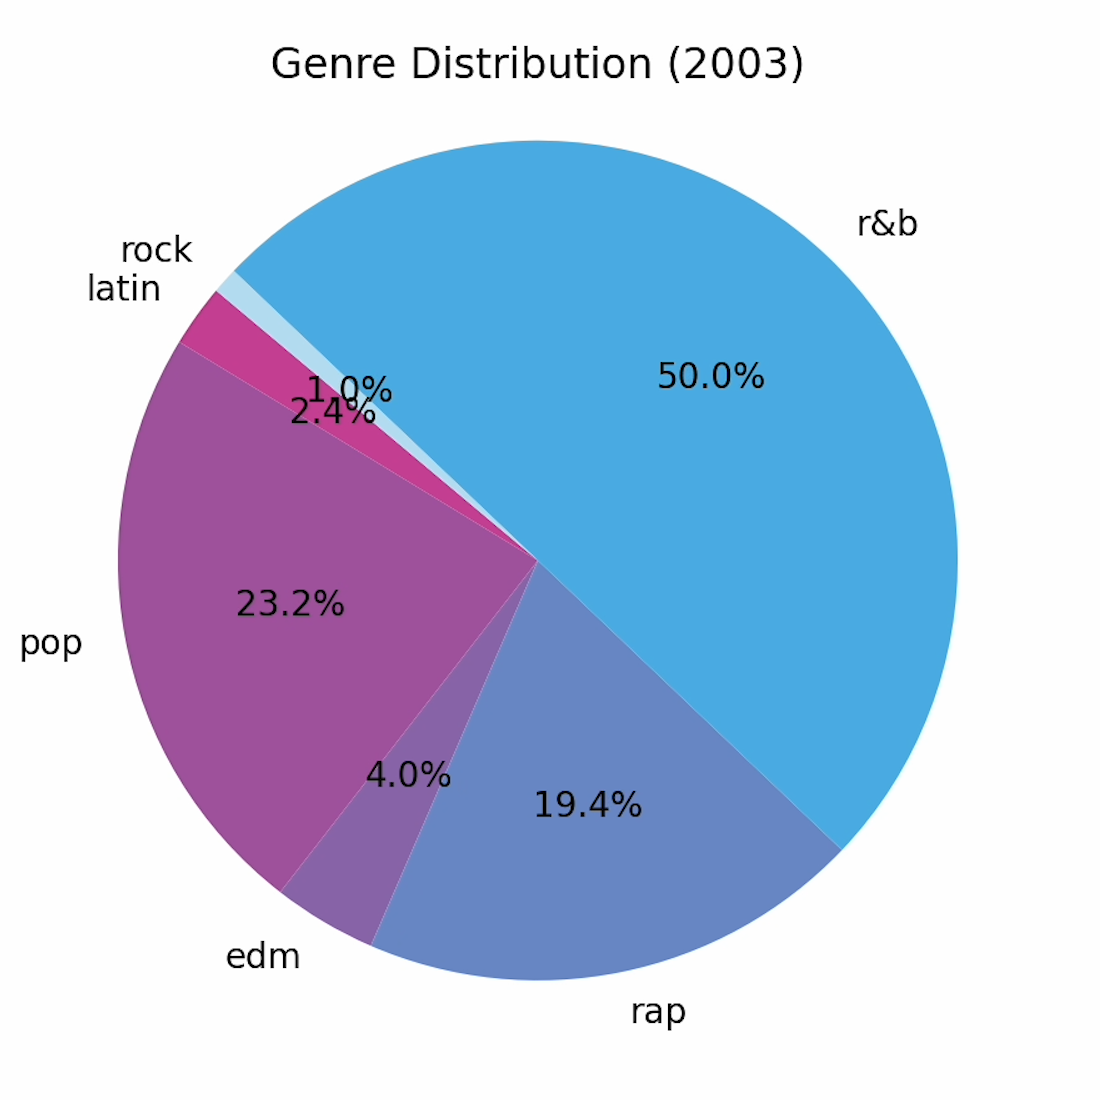 Genre Distribution (2003)
r&b
rock
latin
50.0%
1.0%
2.4%
23.2%
pop
4.0%
19.4%
edm
rap